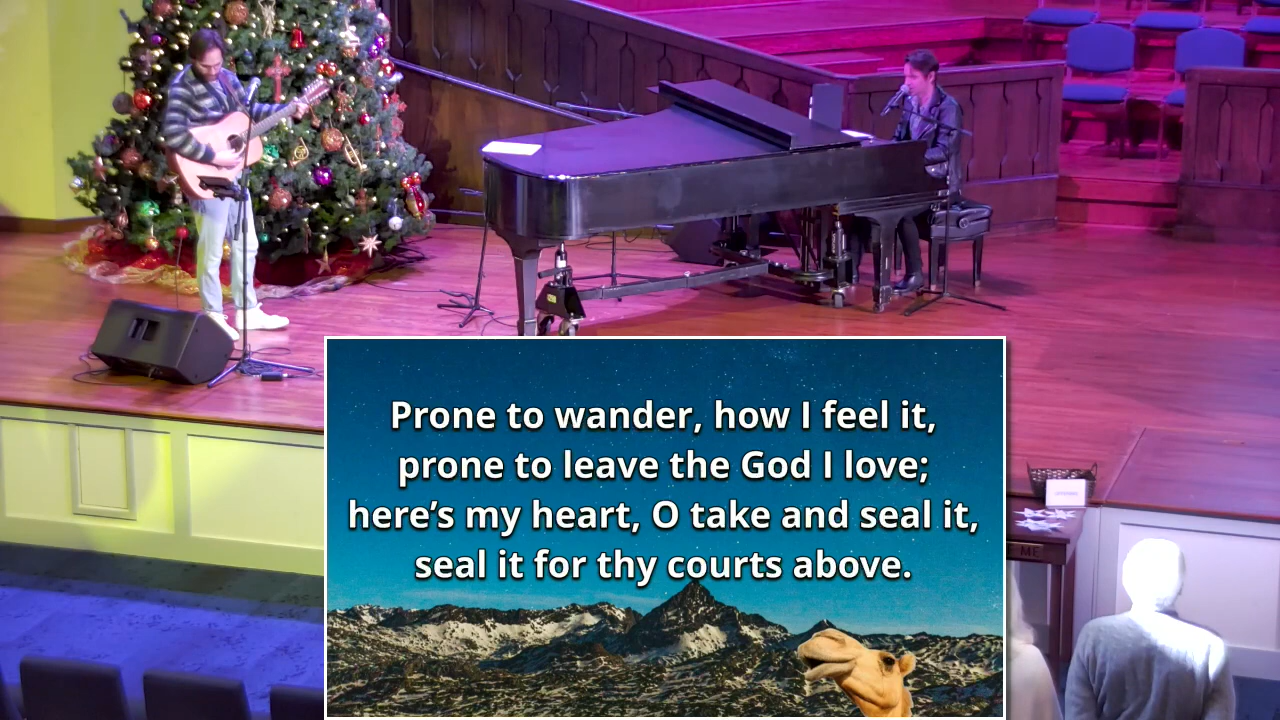 Prone to wander, how I feel it,
prone to leave the God I love;
here’s my heart, O take and seal it,
seal it for thy courts above.
ME